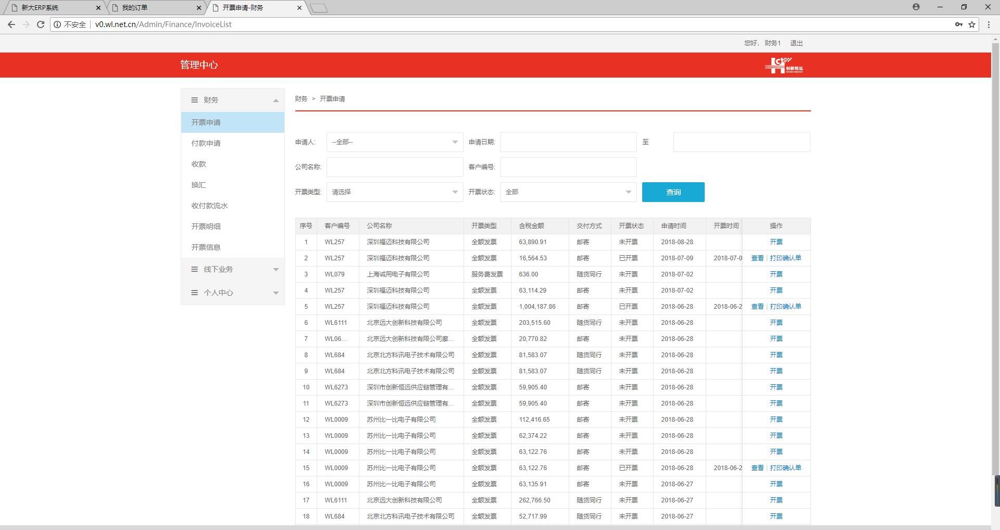 新大ERP系统 我的订单 开票申请-财务
不安全 v0.wl.net.cn/Admin/Finance/InvoiceList
您好， 财务1 退出
管理中心 创新恒远
财务
开票申请
付款申请
收款
换汇
收付款流水
开票明细
开票信息
线下业务
个人中心
财务 > 开票申请
申请人: --全部-- 申请日期: 至
公司名称: 客户编号:
开票类型: 请选择 开票状态: 全部 查询
序号 客户编号 公司名称 开票类型 含税金额 交付方式 开票状态 申请时间 开票时间 操作
1 WL257 深圳福迈科技有限公司 全额发票 63,890.91 邮寄 未开票 2018-08-28 开票
2 WL257 深圳福迈科技有限公司 全额发票 16,564.53 邮寄 已开票 2018-07-09 2018-07-0 查看 | 打印确认单
3 WL079 上海诚用电子有限公司 服务费发票 636.00 随货同行 未开票 2018-07-02 开票
4 WL257 深圳福迈科技有限公司 全额发票 63,114.29 邮寄 未开票 2018-07-02 开票
5 WL257 深圳福迈科技有限公司 全额发票 1,004,187.86 邮寄 已开票 2018-06-28 2018-06-2 查看 | 打印确认单
6 WL6111 北京远大创新科技有限公司 全额发票 203,515.60 随货同行 未开票 2018-06-28 开票
7 WL06... 北京远大创新科技有限公司廊... 全额发票 20,770.82 邮寄 未开票 2018-06-28 开票
8 WL684 北京北方科讯电子技术有限公司 全额发票 81,583.07 随货同行 未开票 2018-06-28 开票
9 WL684 北京北方科讯电子技术有限公司 全额发票 81,583.07 随货同行 未开票 2018-06-28 开票
10 WL6273 深圳市创新恒远供应链管理有... 全额发票 59,905.40 邮寄 未开票 2018-06-28 开票
11 WL6273 深圳市创新恒远供应链管理有... 全额发票 59,905.40 邮寄 未开票 2018-06-28 开票
12 WL0009 苏州比一比电子有限公司 全额发票 112,416.65 邮寄 未开票 2018-06-28 开票
13 WL0009 苏州比一比电子有限公司 全额发票 62,374.22 邮寄 未开票 2018-06-28 开票
14 WL0009 苏州比一比电子有限公司 全额发票 63,122.76 邮寄 未开票 2018-06-28 开票
15 WL0009 苏州比一比电子有限公司 全额发票 63,122.76 邮寄 已开票 2018-06-28 2018-06-2 查看 | 打印确认单
16 WL0009 苏州比一比电子有限公司 全额发票 63,135.91 邮寄 未开票 2018-06-27 开票
17 WL6111 北京远大创新科技有限公司 全额发票 262,766.50 随货同行 未开票 2018-06-27 开票
18 WL684 北京北方科讯电子技术有限公司 全额发票 52,717.99 随货同行 未开票 2018-06-27 开票